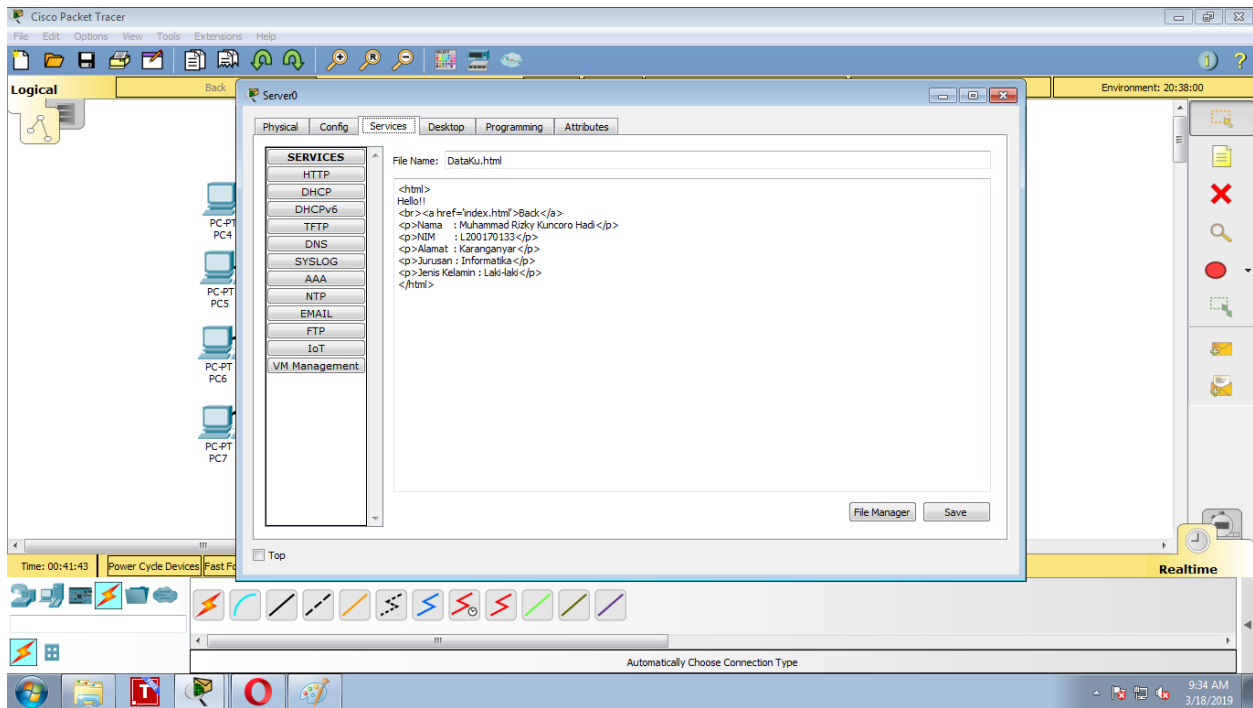 Cisco Packet Tracer
File Edit Options View Tools Extensions Help
Logical
Back
Environment: 20:38:00
Server0
Physical Config Services Desktop Programming Attributes
SERVICES
HTTP
DHCP
DHCPv6
TFTP
DNS
SYSLOG
AAA
NTP
EMAIL
FTP
IoT
VM Management
File Name: DataKu.html
<html>
Hello!!
<br><a href='index.html'>Back</a>
<p>Nama : Muhammad Rizky Kuncoro Hadi</p>
<p>NIM : L200170133</p>
<p>Alamat : Karanganyar</p>
<p>Jurusan : Informatika</p>
<p>Jenis Kelamin : Laki-laki</p>
</html>
File Manager Save
Top
PC-PT
PC4
PC-PT
PC5
PC-PT
PC6
PC-PT
PC7
Time: 00:41:43 Power Cycle Devices Fast Fo
Realtime
Automatically Choose Connection Type
9:34 AM
3/18/2019